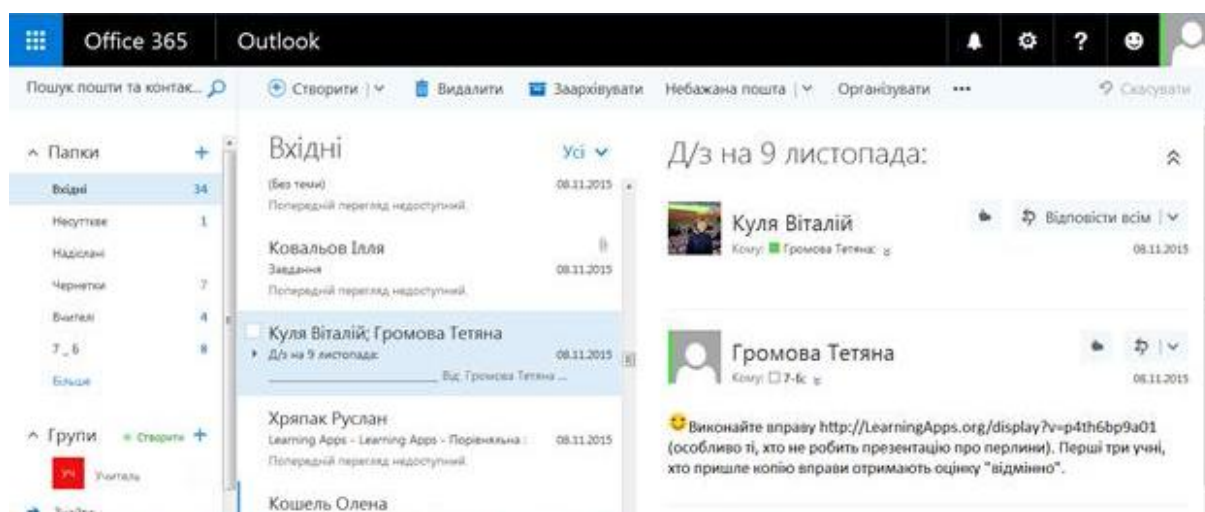 Office 365
Outlook
Пошук пошти та контак...
Створити
Видалити
Заархівувати
Небажана пошта
Організувати
Скасувати
Папки
Вхідні 34
Несуттєве 1
Надіслані
Чернетки 7
Вчителі 4
7_б 8
Більше
Групи
Створити
Учитель
Вхідні
Усі
(Без теми) 08.11.2015
Попередній перегляд недоступний.
Ковальов Ілля
Завдання 08.11.2015
Попередній перегляд недоступний.
Куля Віталій; Громова Тетяна
Д/з на 9 листопада: 08.11.2015
Від: Громова Тетяна ...
Хряпак Руслан
Learning Apps - Learning Apps - Порівняльна 08.11.2015
Попередній перегляд недоступний.
Кошель Олена
Д/з на 9 листопада:
Куля Віталій
Відповісти всім
Кому: Громова Тетяна;
08.11.2015
Громова Тетяна
Кому: 7-б;
08.11.2015
Виконайте вправу http://LearningApps.org/display?v=p4th6bp9a01
(особливо ті, хто не робить презентацію про перлини). Перші три учні,
хто пришле копію вправи отримають оцінку "відмінно".